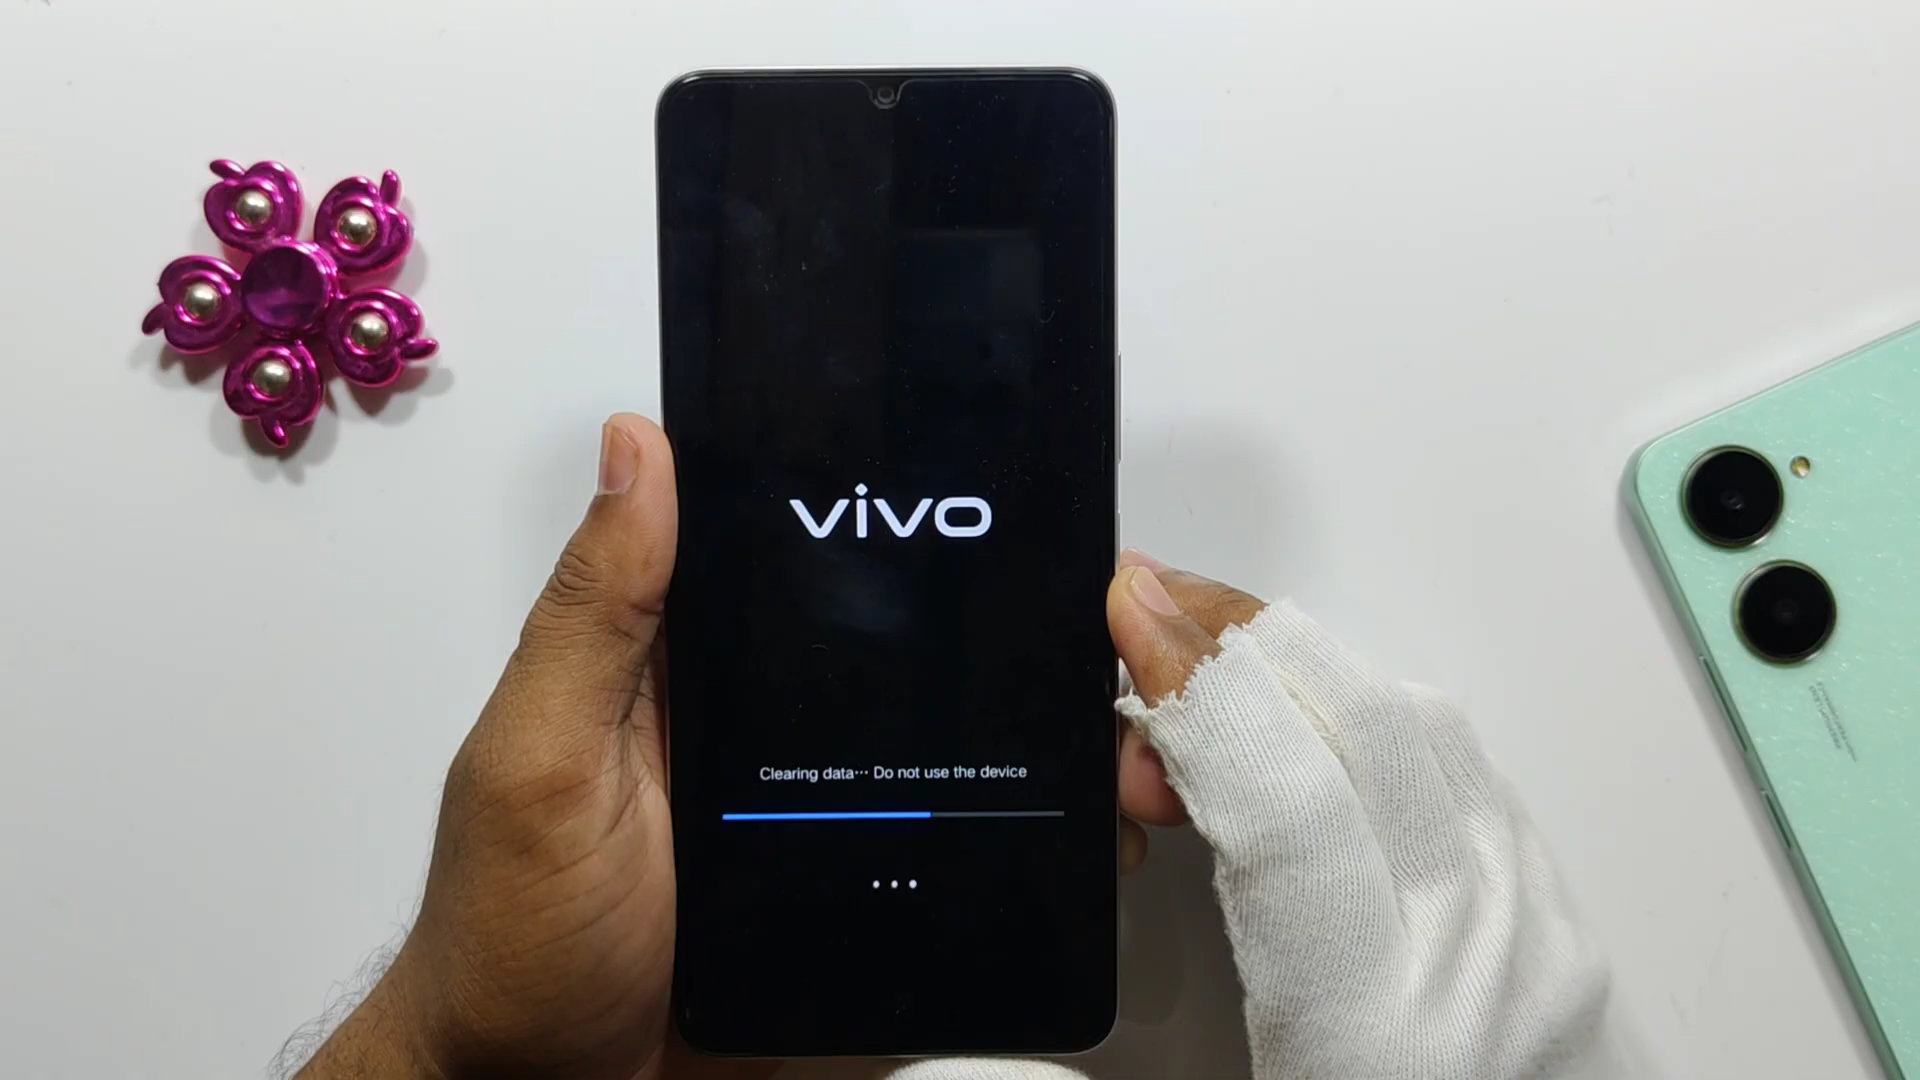 vivo
Clearing data··· Do not use the device